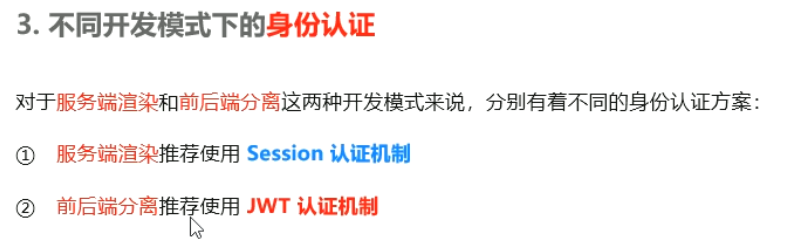 3. 不同开发模式下的身份认证
对于服务端渲染和前后端分离这两种开发模式来说，分别有着不同的身份认证方案：
① 服务端渲染推荐使用 Session 认证机制
② 前后端分离推荐使用 JWT 认证机制